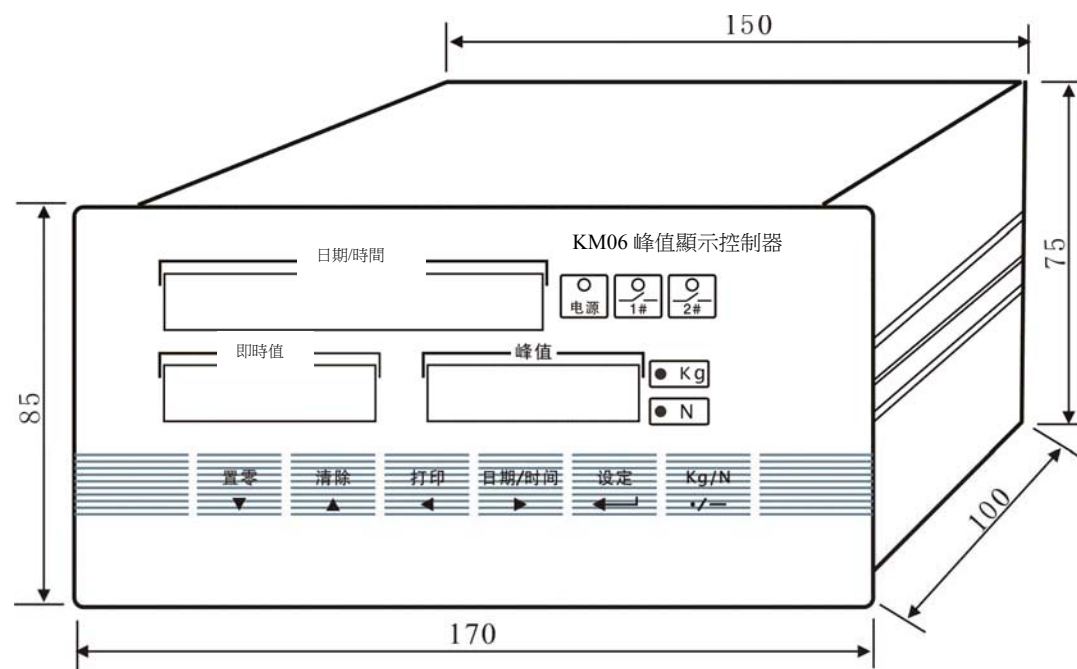 150
KM06 峰值顯示控制器
日期/時間
电源 1# 2#
75
即時值
峰值
Kg
N
85
置零 清除 打印 日期/时间 设定 Kg/N
▼ ▲ ◀ ▶ ·/—
100
170